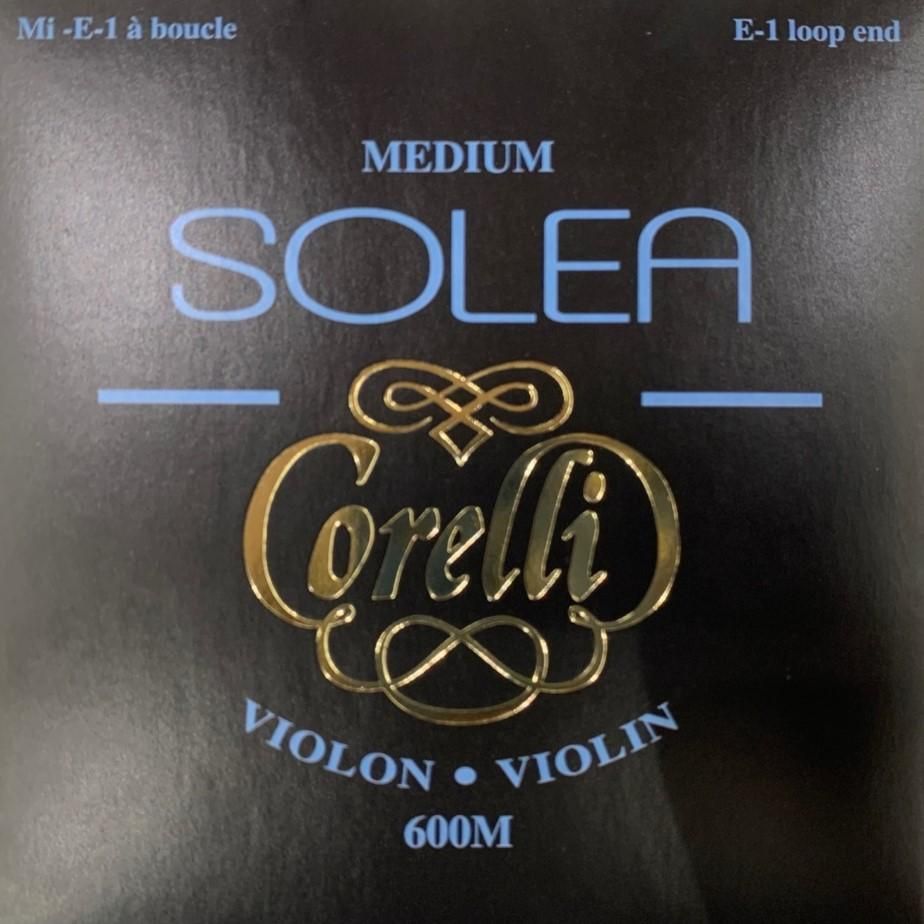 Mi -E-1 à boucle
E-1 loop end
MEDIUM
SOLEA
Corelli
VIOLON • VIOLIN
600M